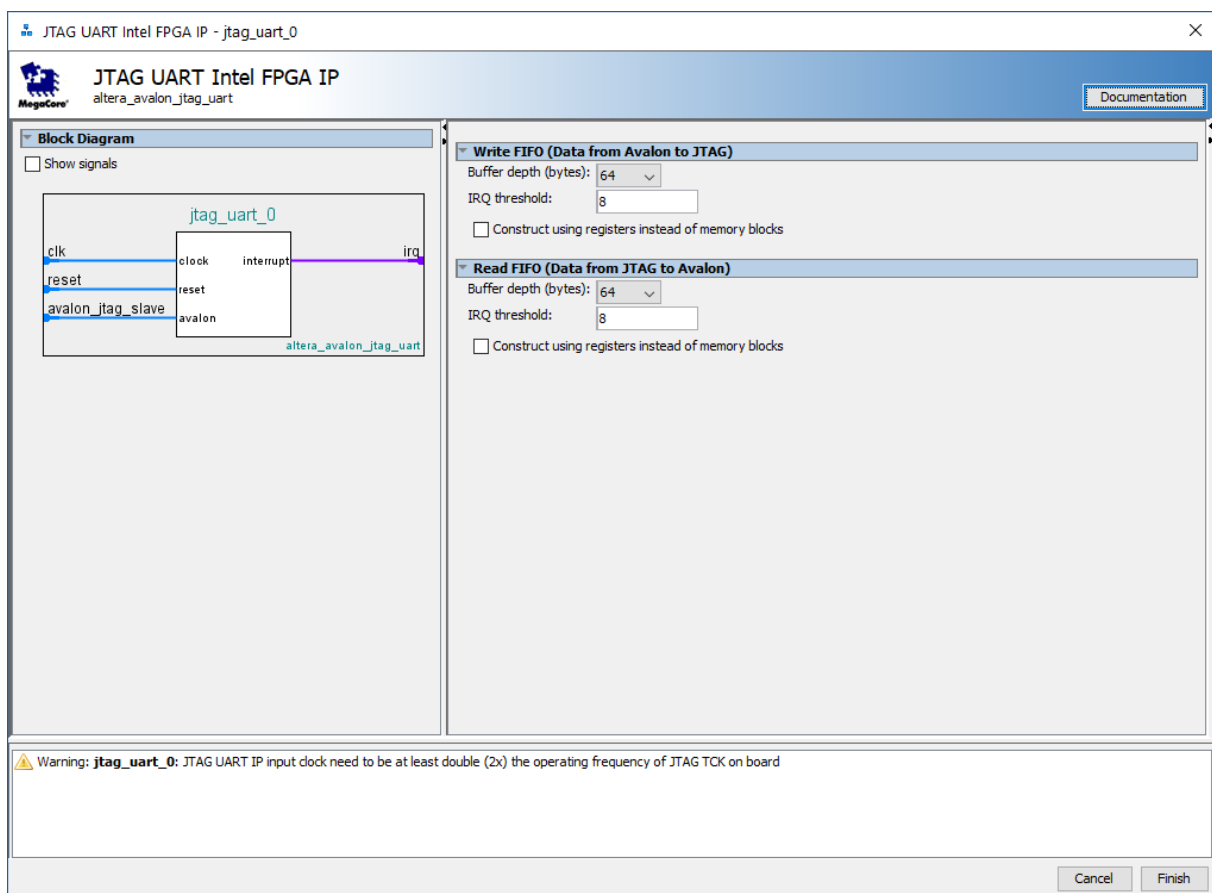 JTAG UART Intel FPGA IP - jtag_uart_0
JTAG UART Intel FPGA IP
altera_avalon_jtag_uart
MegaCore®
Documentation
Block Diagram
Show signals
jtag_uart_0
clk
clock
interrupt
irq
reset
reset
avalon_jtag_slave
avalon
altera_avalon_jtag_uart
Write FIFO (Data from Avalon to JTAG)
Buffer depth (bytes): 64
IRQ threshold: 8
Construct using registers instead of memory blocks
Read FIFO (Data from JTAG to Avalon)
Buffer depth (bytes): 64
IRQ threshold: 8
Construct using registers instead of memory blocks
Warning: jtag_uart_0: JTAG UART IP input clock need to be at least double (2x) the operating frequency of JTAG TCK on board
Cancel
Finish